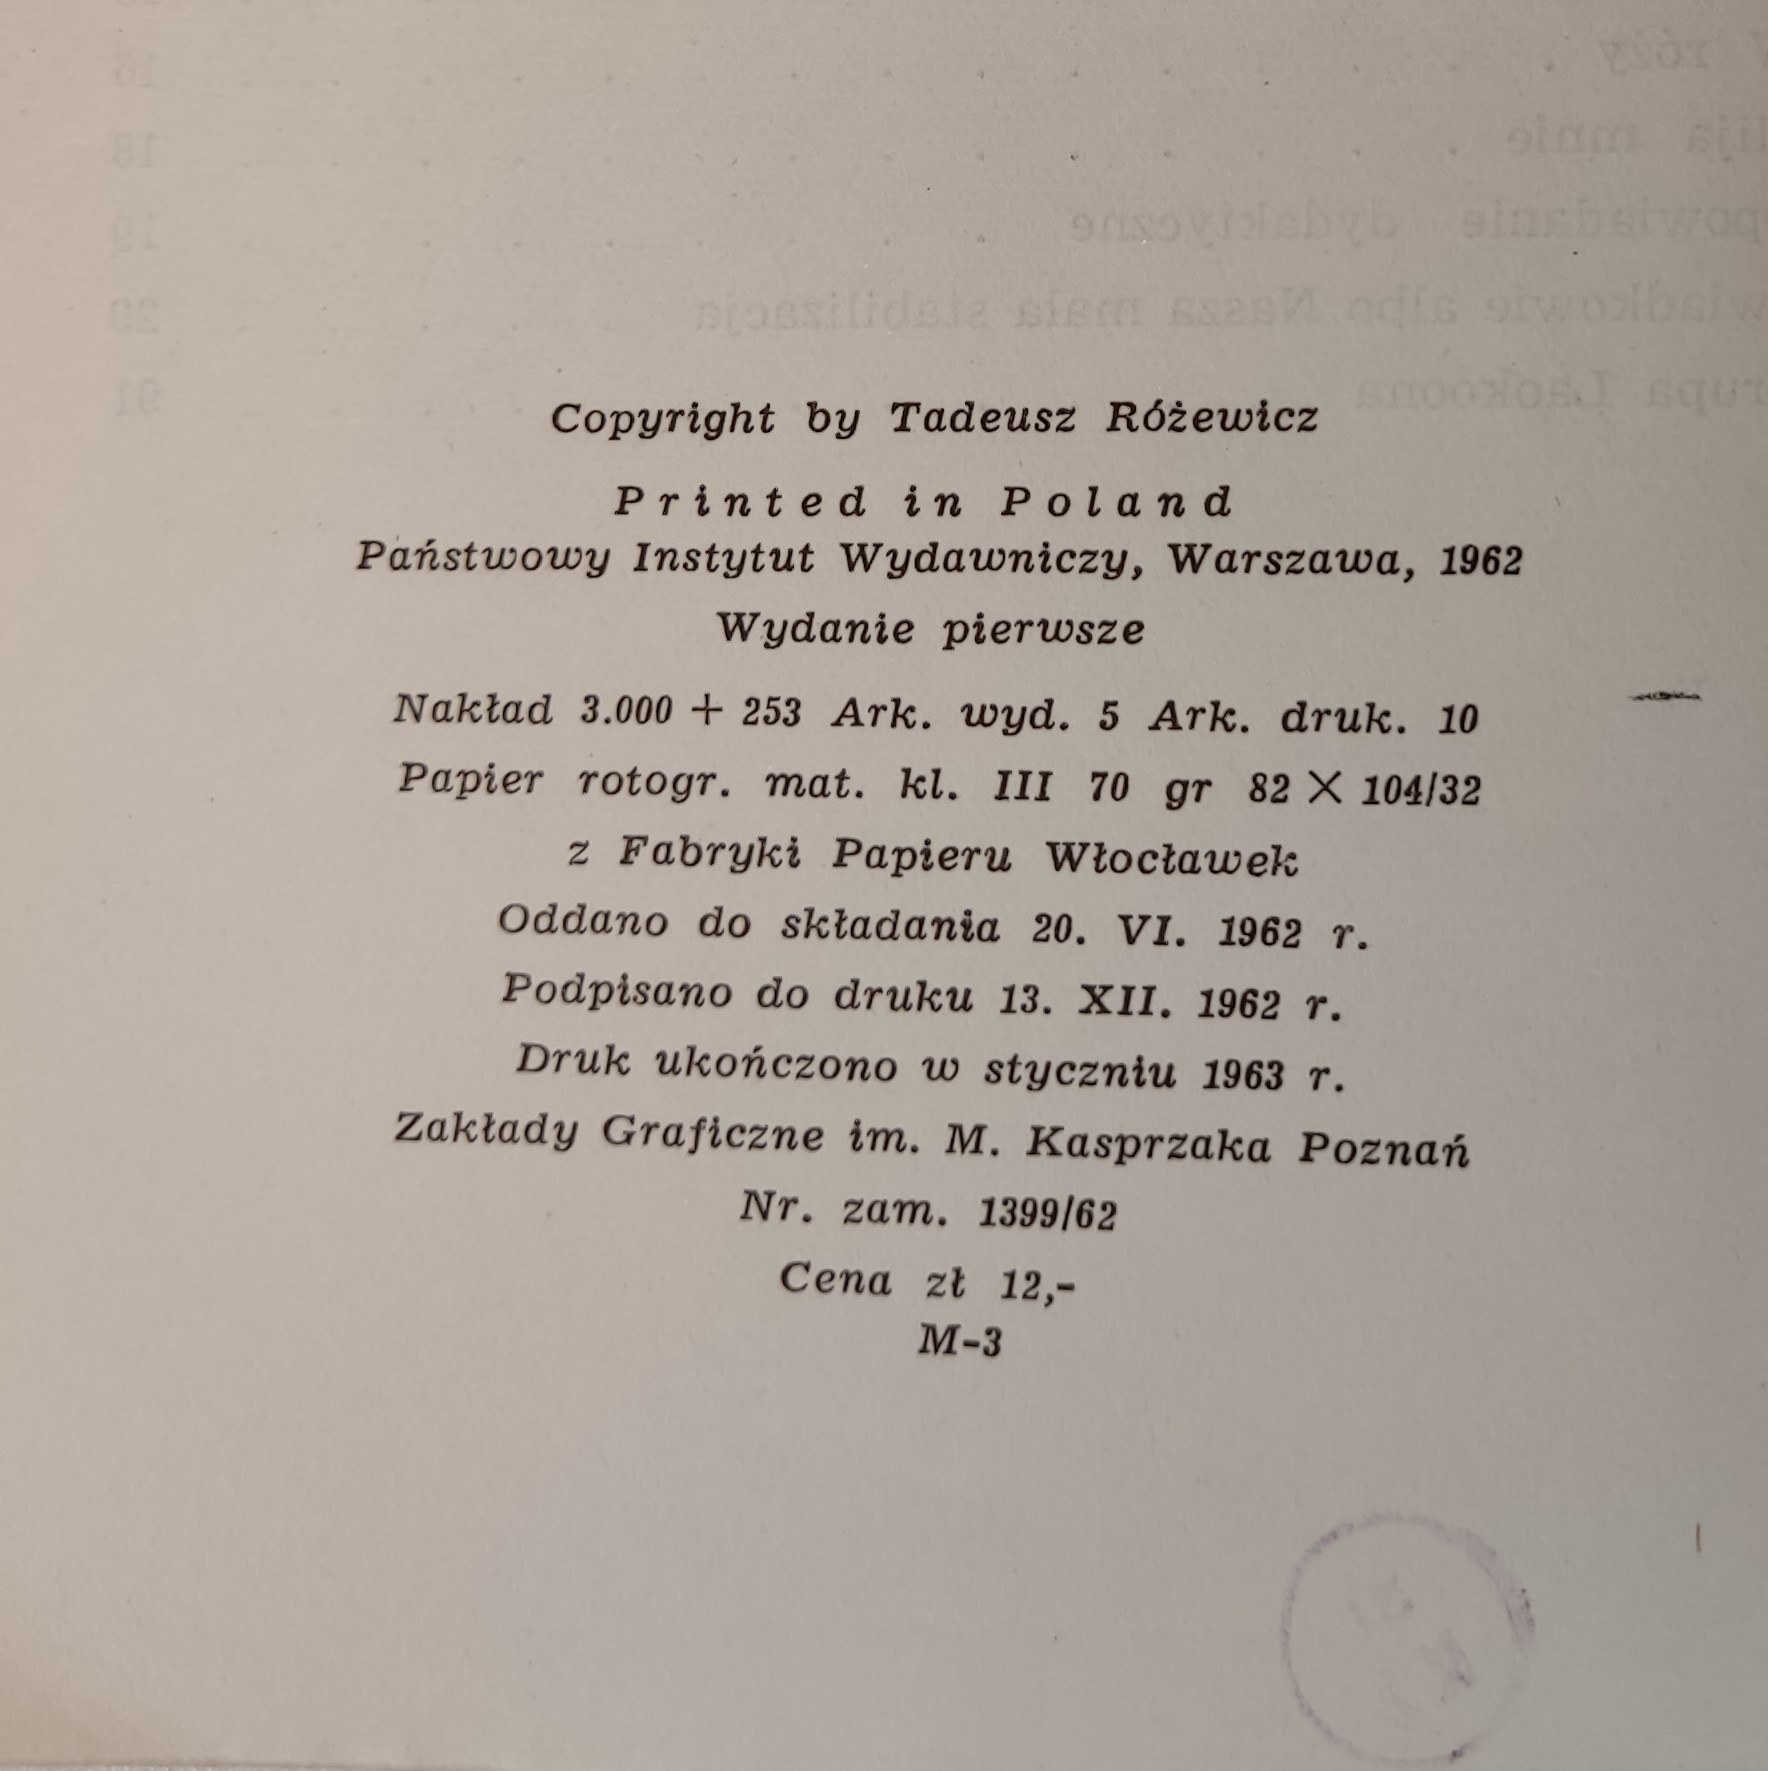 Copyright by Tadeusz Różewicz
Printed in Poland
Państwowy Instytut Wydawniczy, Warszawa, 1962
Wydanie pierwsze
Nakład 3.000 + 253 Ark. wyd. 5 Ark. druk. 10
Papier rotogr. mat. kl. III 70 gr 82 × 104/32
z Fabryki Papieru Włocławek
Oddano do składania 20. VI. 1962 r.
Podpisano do druku 13. XII. 1962 r.
Druk ukończono w styczniu 1963 r.
Zakłady Graficzne im. M. Kasprzaka Poznań
Nr. zam. 1399/62
Cena zł 12,-
M-3